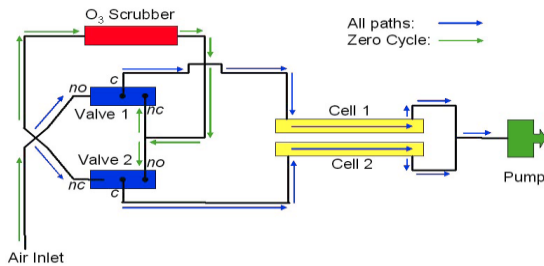 O₃ Scrubber
All paths:
Zero Cycle:
no
c
nc
Valve 1
Cell 1
Valve 2
no
nc
c
Cell 2
Pump
Air Inlet